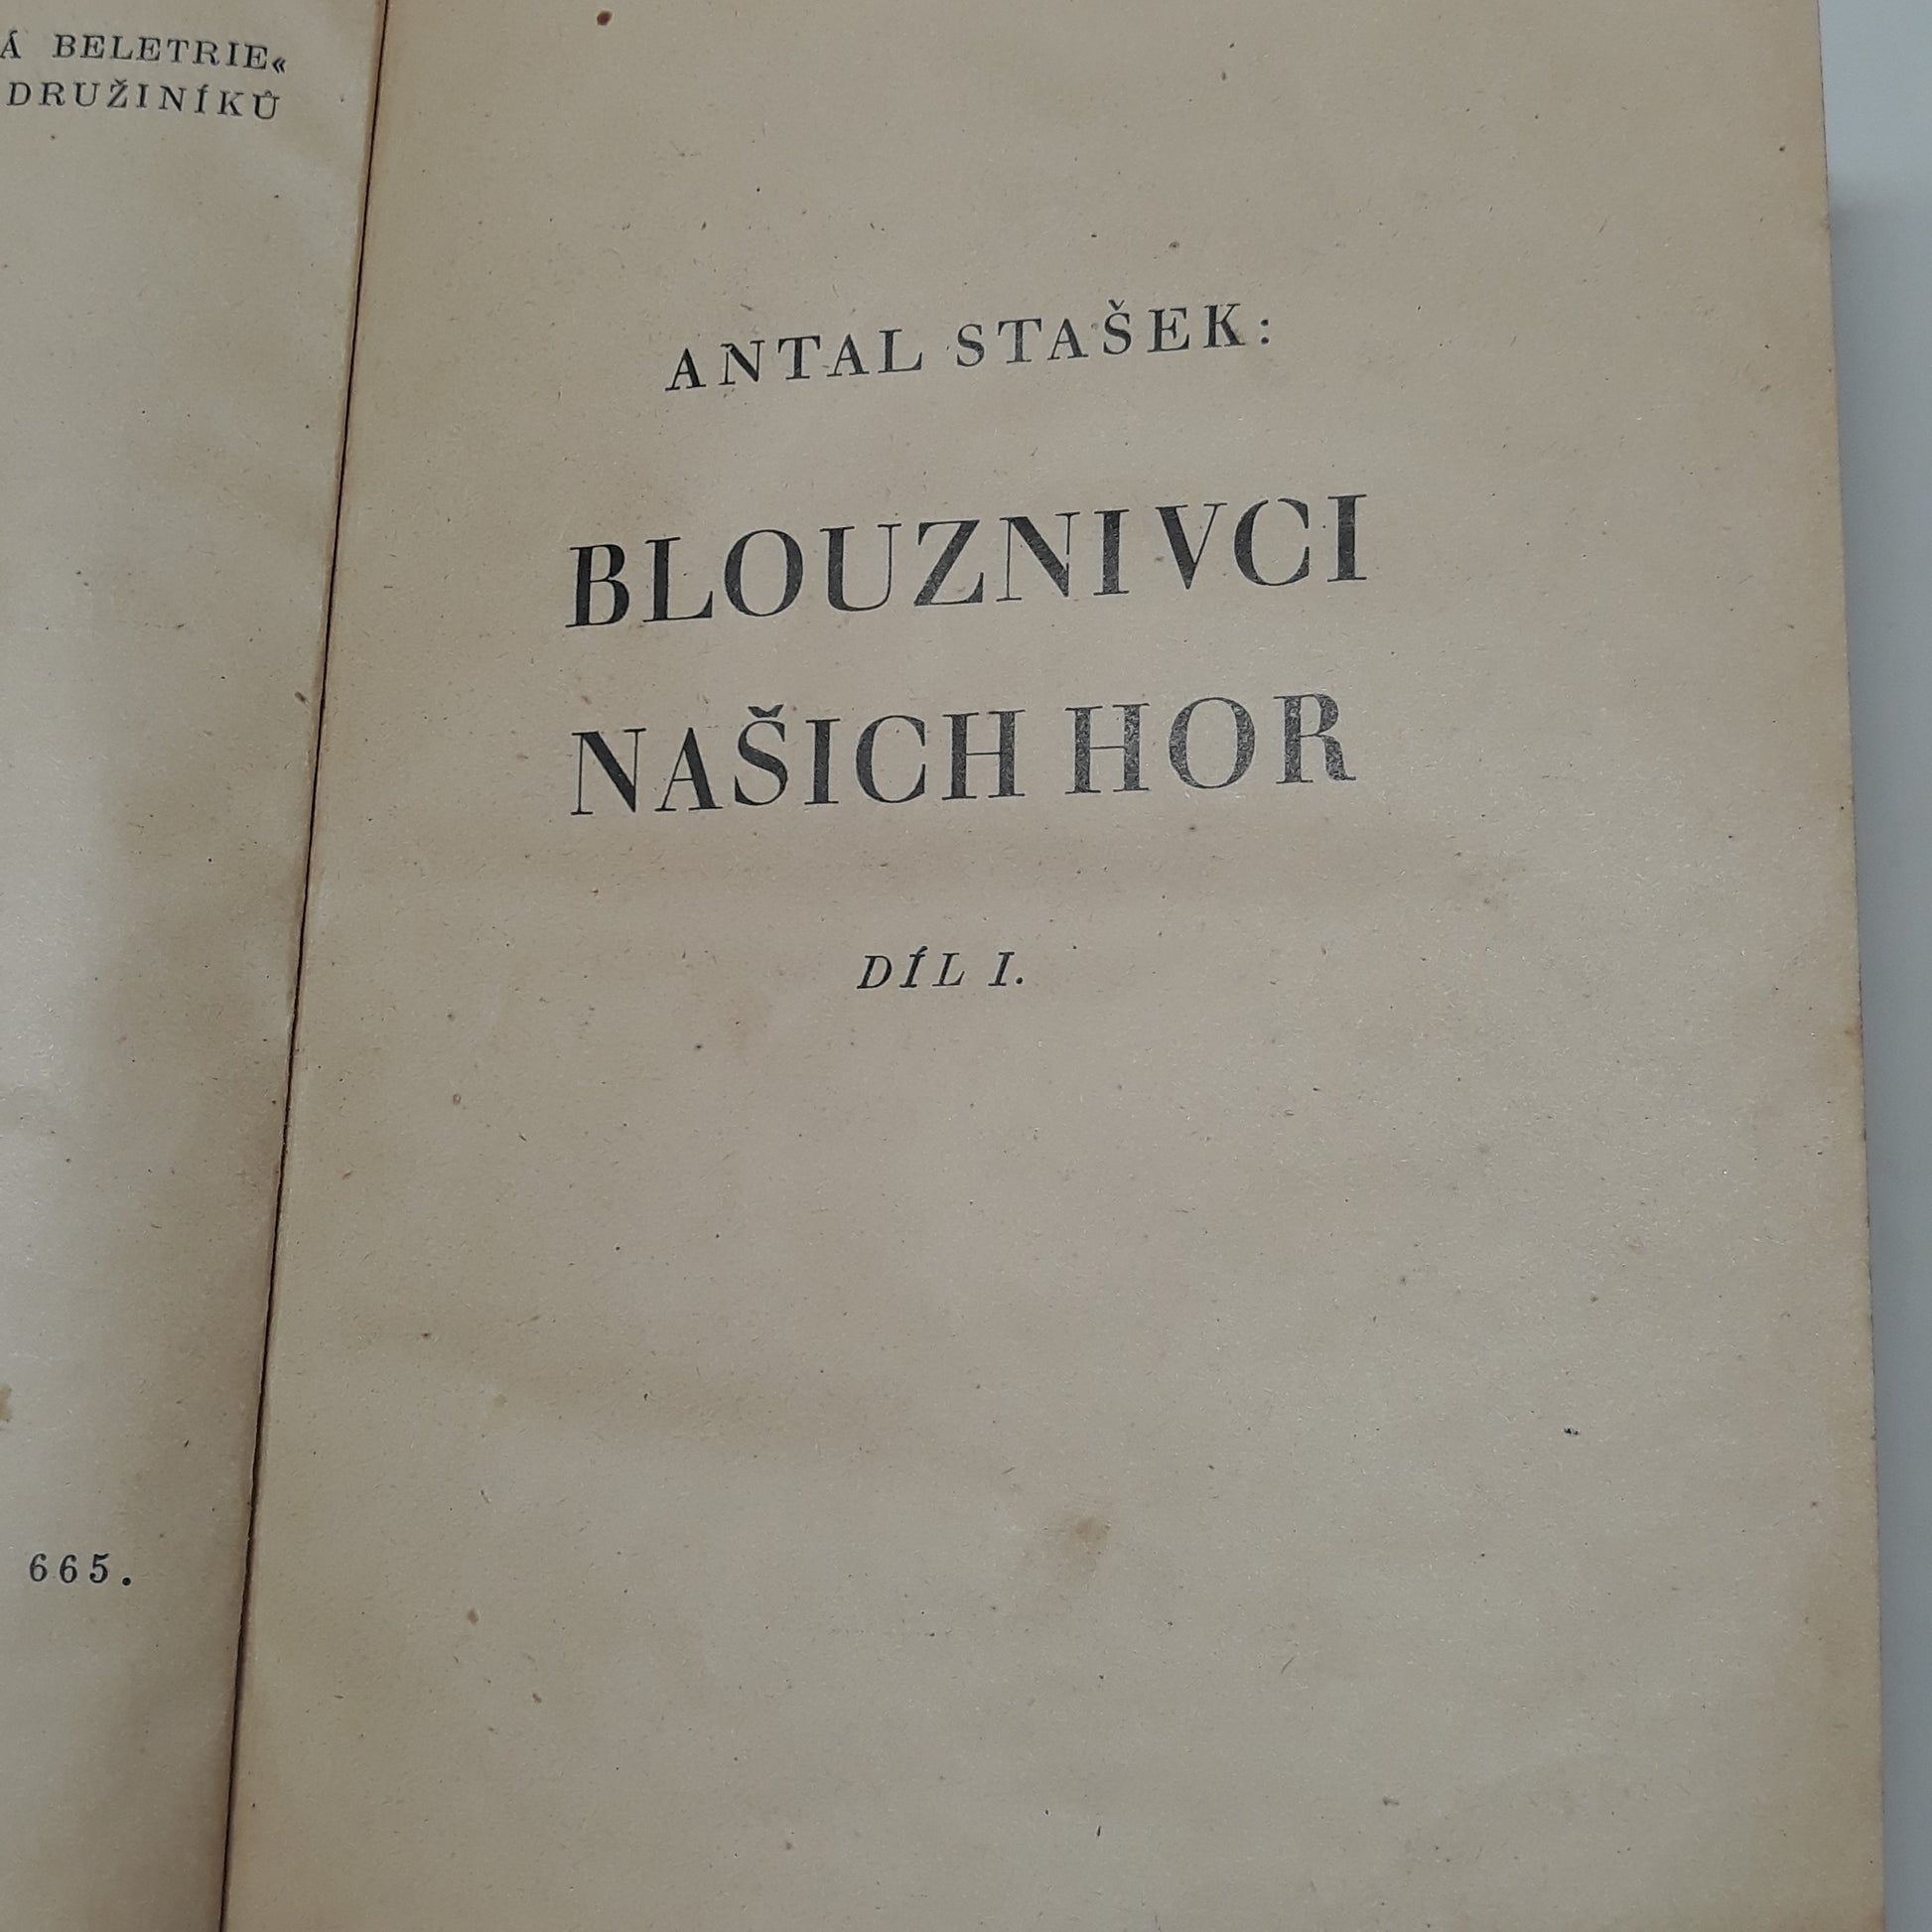 Á BELETRIE«
DRUŽINÍKŮ
665.
ANTAL STAŠEK:
BLOUZNIVCI
NAŠICH HOR
DÍL I.